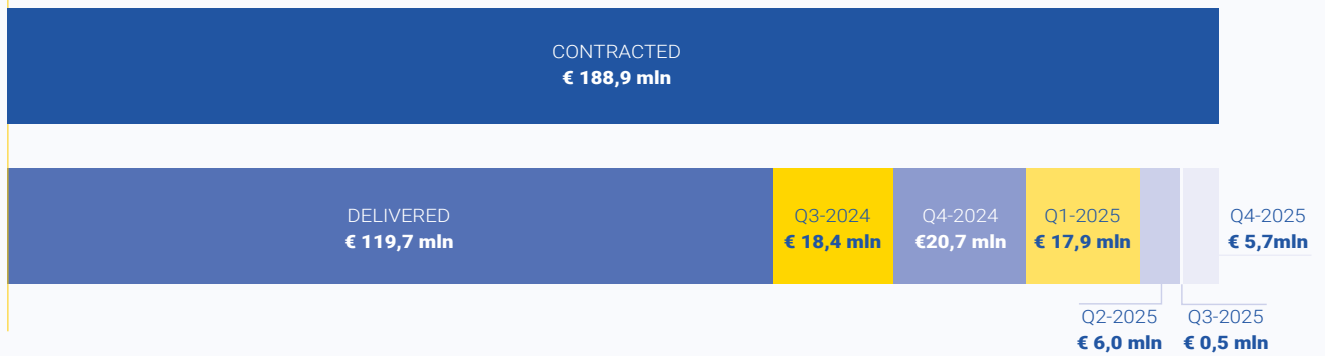 CONTRACTED
€ 188,9 mln
DELIVERED
€ 119,7 mln
Q3-2024
€ 18,4 mln
Q4-2024
€20,7 mln
Q1-2025
€ 17,9 mln
Q4-2025
€ 5,7mln
Q2-2025
€ 6,0 mln
Q3-2025
€ 0,5 mln